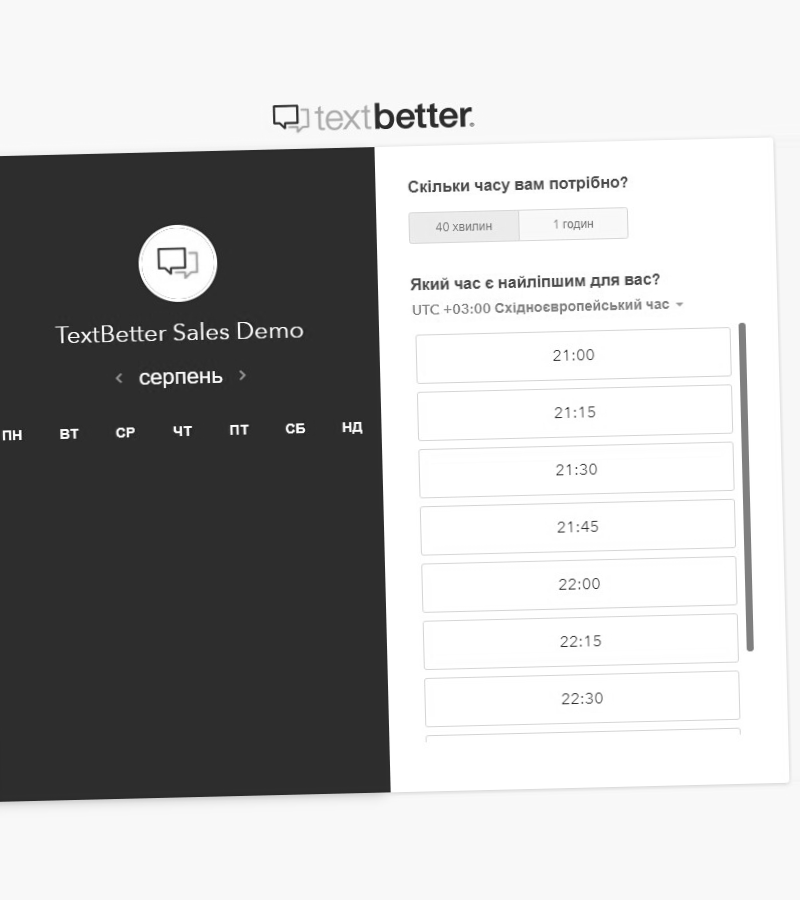 textbetter.
TextBetter Sales Demo
серпень
ПН ВТ СР ЧТ ПТ СБ НД
Скільки часу вам потрібно?
40 хвилин 1 годин
Який час є найліпшим для вас?
UTC +03:00 Східноєвропейський час
21:00
21:15
21:30
21:45
22:00
22:15
22:30